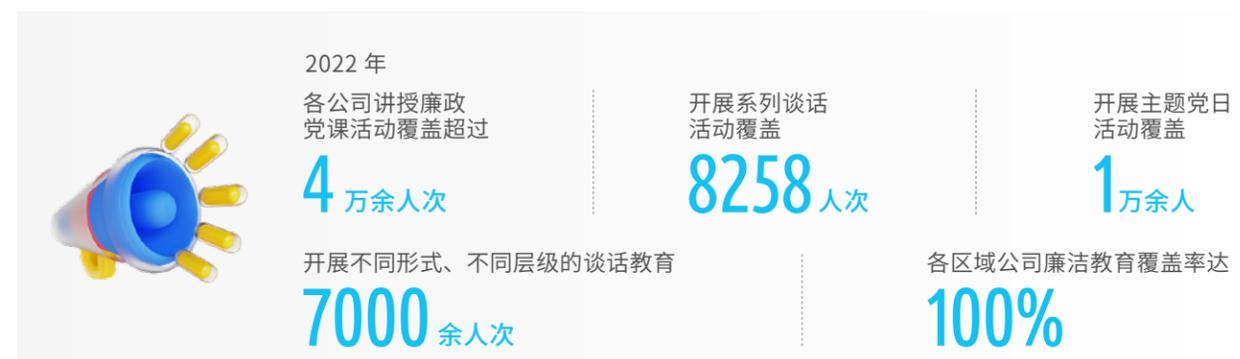 2022 年
各公司讲授廉政
党课活动覆盖超过
4 万余人次
开展系列谈话
活动覆盖
8258 人次
开展主题党日
活动覆盖
1万余人
开展不同形式、不同层级的谈话教育
7000 余人次
各区域公司廉洁教育覆盖率达
100%